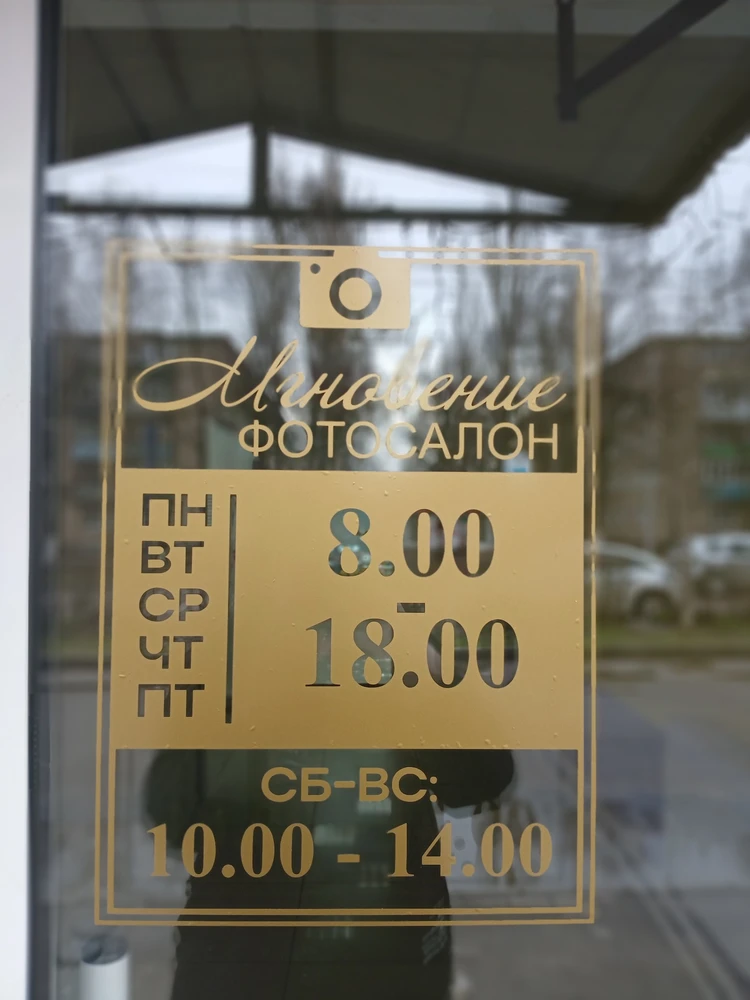 Мгновение
ФОТОСАЛОН
ПН
ВТ
СР
ЧТ
ПТ
8.00
-
18.00
СБ-ВС:
10.00 - 14.00